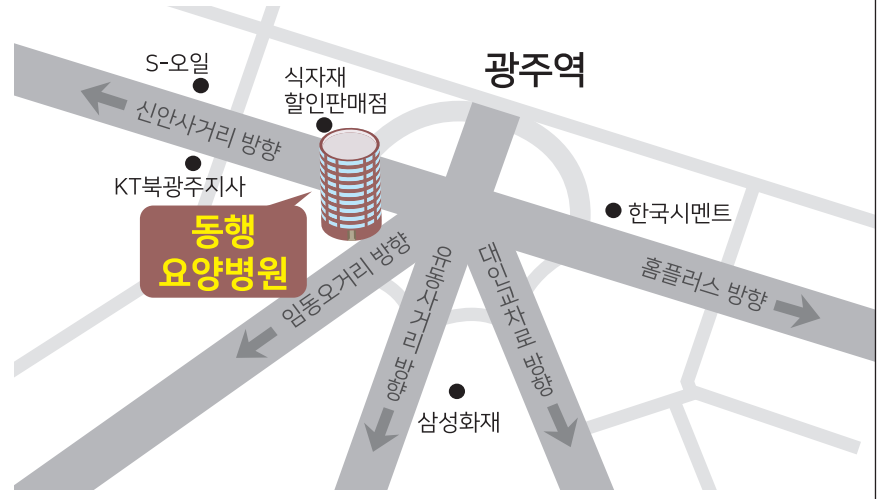 광주역
S-오일
식자재
할인판매점
신안사거리 방향
KT북광주지사
동행
요양병원
한국시멘트
홈플러스 방향
임동오거리 방향
유동사거리 방향
대인교차로 방향
삼성화재